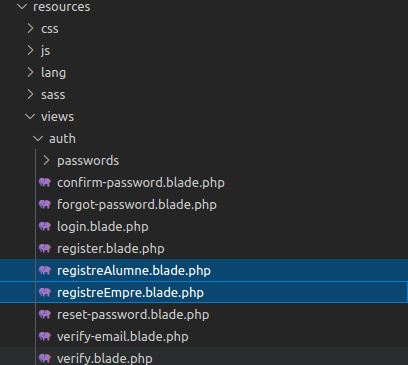 resources
css
js
lang
sass
views
auth
passwords
confirm-password.blade.php
forgot-password.blade.php
login.blade.php
register.blade.php
registreAlumne.blade.php
registreEmpre.blade.php
reset-password.blade.php
verify-email.blade.php
verify.blade.php